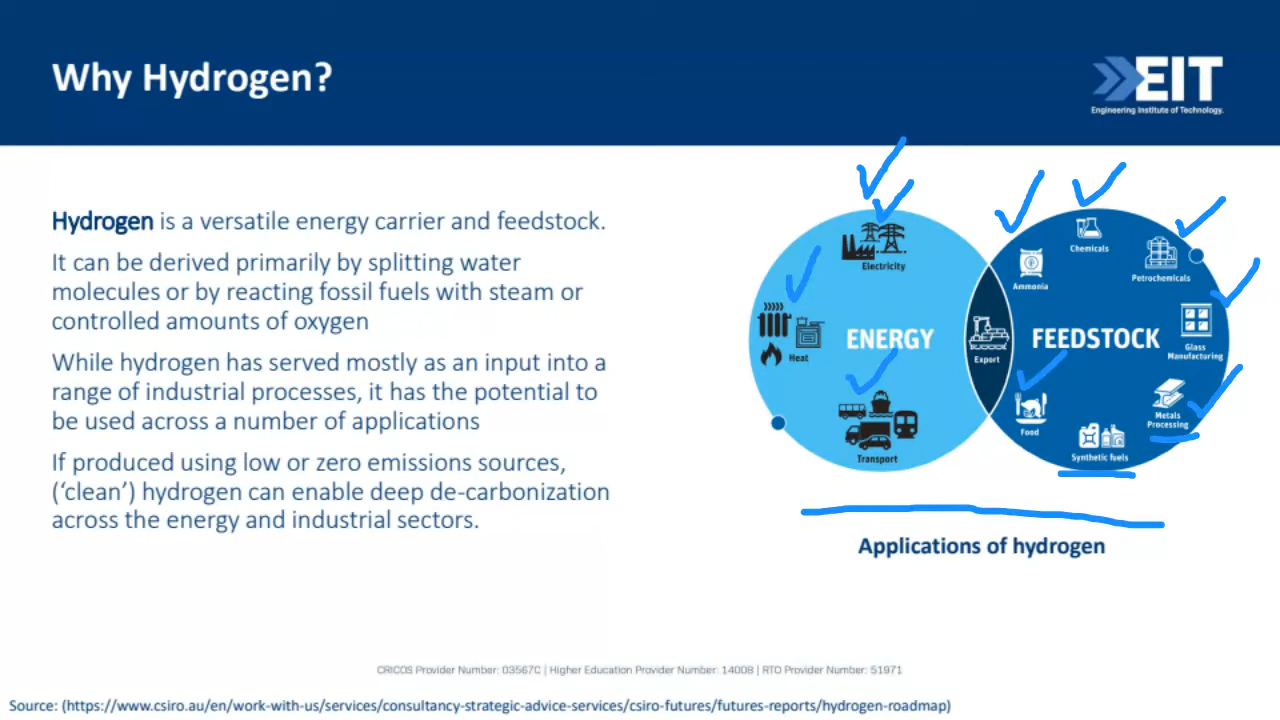 Why Hydrogen?
EIT
Engineering Institute of Technology.
Hydrogen is a versatile energy carrier and feedstock.
It can be derived primarily by splitting water
molecules or by reacting fossil fuels with steam or
controlled amounts of oxygen
While hydrogen has served mostly as an input into a
range of industrial processes, it has the potential to
be used across a number of applications
If produced using low or zero emissions sources,
(‘clean’) hydrogen can enable deep de-carbonization
across the energy and industrial sectors.
Electricity
Heat
ENERGY
Transport
Export
Chemicals
Ammonia
Petrochemicals
FEEDSTOCK
Glass
Manufacturing
Food
Metals
Processing
Synthetic fuels
Applications of hydrogen
CRICOS Provider Number: 03567C | Higher Education Provider Number: 14008 | RTO Provider Number: 51971
Source: (https://www.csiro.au/en/work-with-us/services/consultancy-strategic-advice-services/csiro-futures/futures-reports/hydrogen-roadmap)